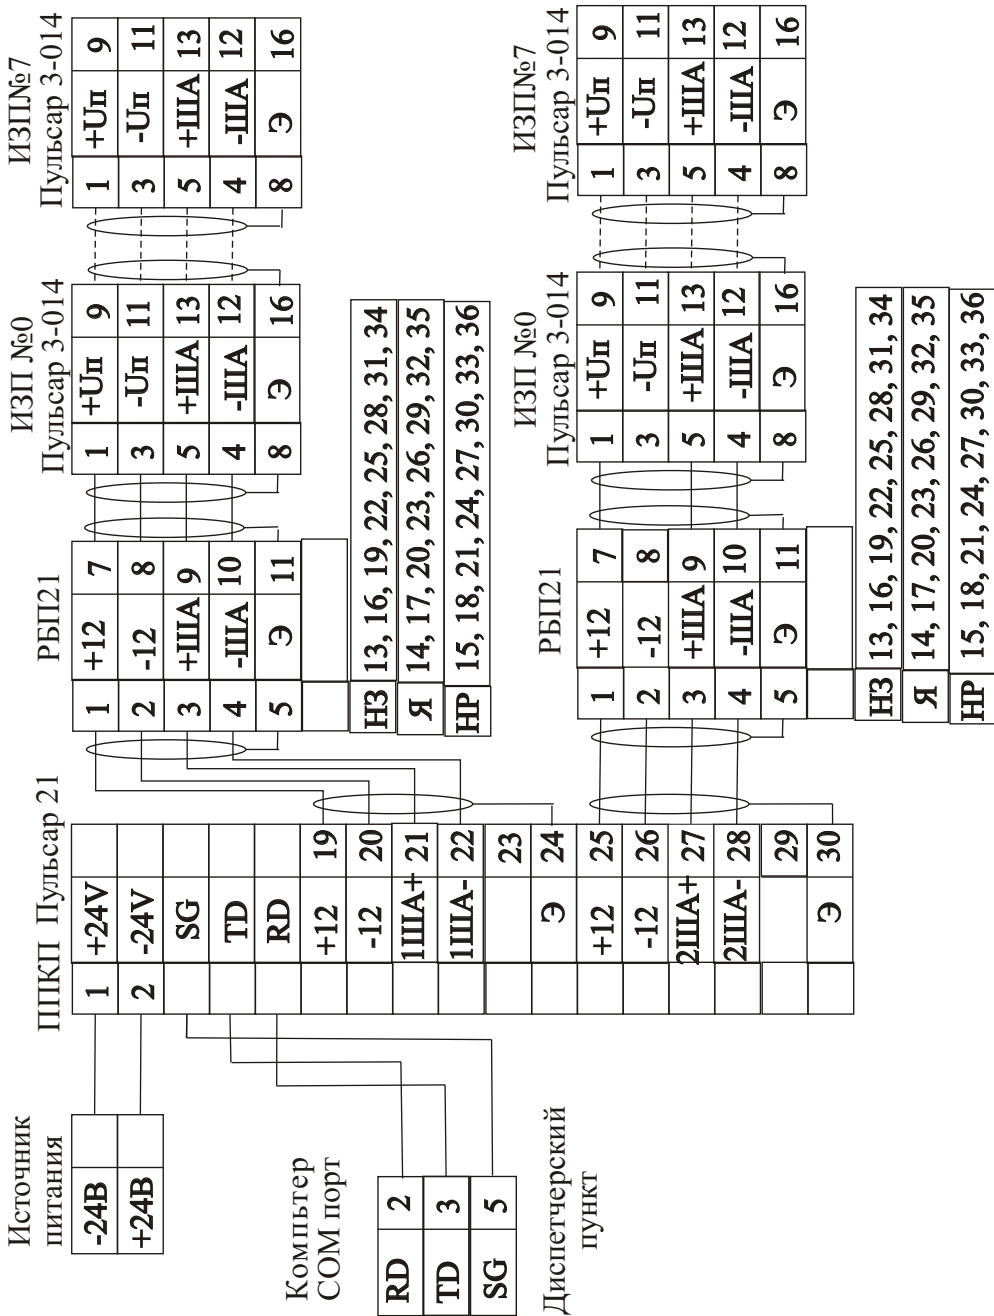 Источник
питания
-24В
+24В
Компьтер
СОМ порт
RD 2
TD 3
SG 5
Диспетчерский
пункт
ППКП Пульсар 21
1 +24V
2 -24V
SG
TD
RD
+12 19
-12 20
1ША+ 21
1ША- 22
23
Э 24
+12 25
-12 26
2ША+ 27
2ША- 28
29
Э 30
РБП21
1 +12 7
2 -12 8
3 +ША 9
4 -ША 10
5 Э 11
НЗ 13, 16, 19, 22, 25, 28, 31, 34
Я 14, 17, 20, 23, 26, 29, 32, 35
НР 15, 18, 21, 24, 27, 30, 33, 36
ИЗП №0
Пульсар 3-014
1 +Uп 9
3 -Uп 11
5 +ША 13
4 -ША 12
8 Э 16
ИЗП№7
Пульсар 3-014
1 +Uп 9
3 -Uп 11
5 +ША 13
4 -ША 12
8 Э 16
РБП21
1 +12 7
2 -12 8
3 +ША 9
4 -ША 10
5 Э 11
НЗ 13, 16, 19, 22, 25, 28, 31, 34
Я 14, 17, 20, 23, 26, 29, 32, 35
НР 15, 18, 21, 24, 27, 30, 33, 36
ИЗП №0
Пульсар 3-014
1 +Uп 9
3 -Uп 11
5 +ША 13
4 -ША 12
8 Э 16
ИЗП№7
Пульсар 3-014
1 +Uп 9
3 -Uп 11
5 +ША 13
4 -ША 12
8 Э 16